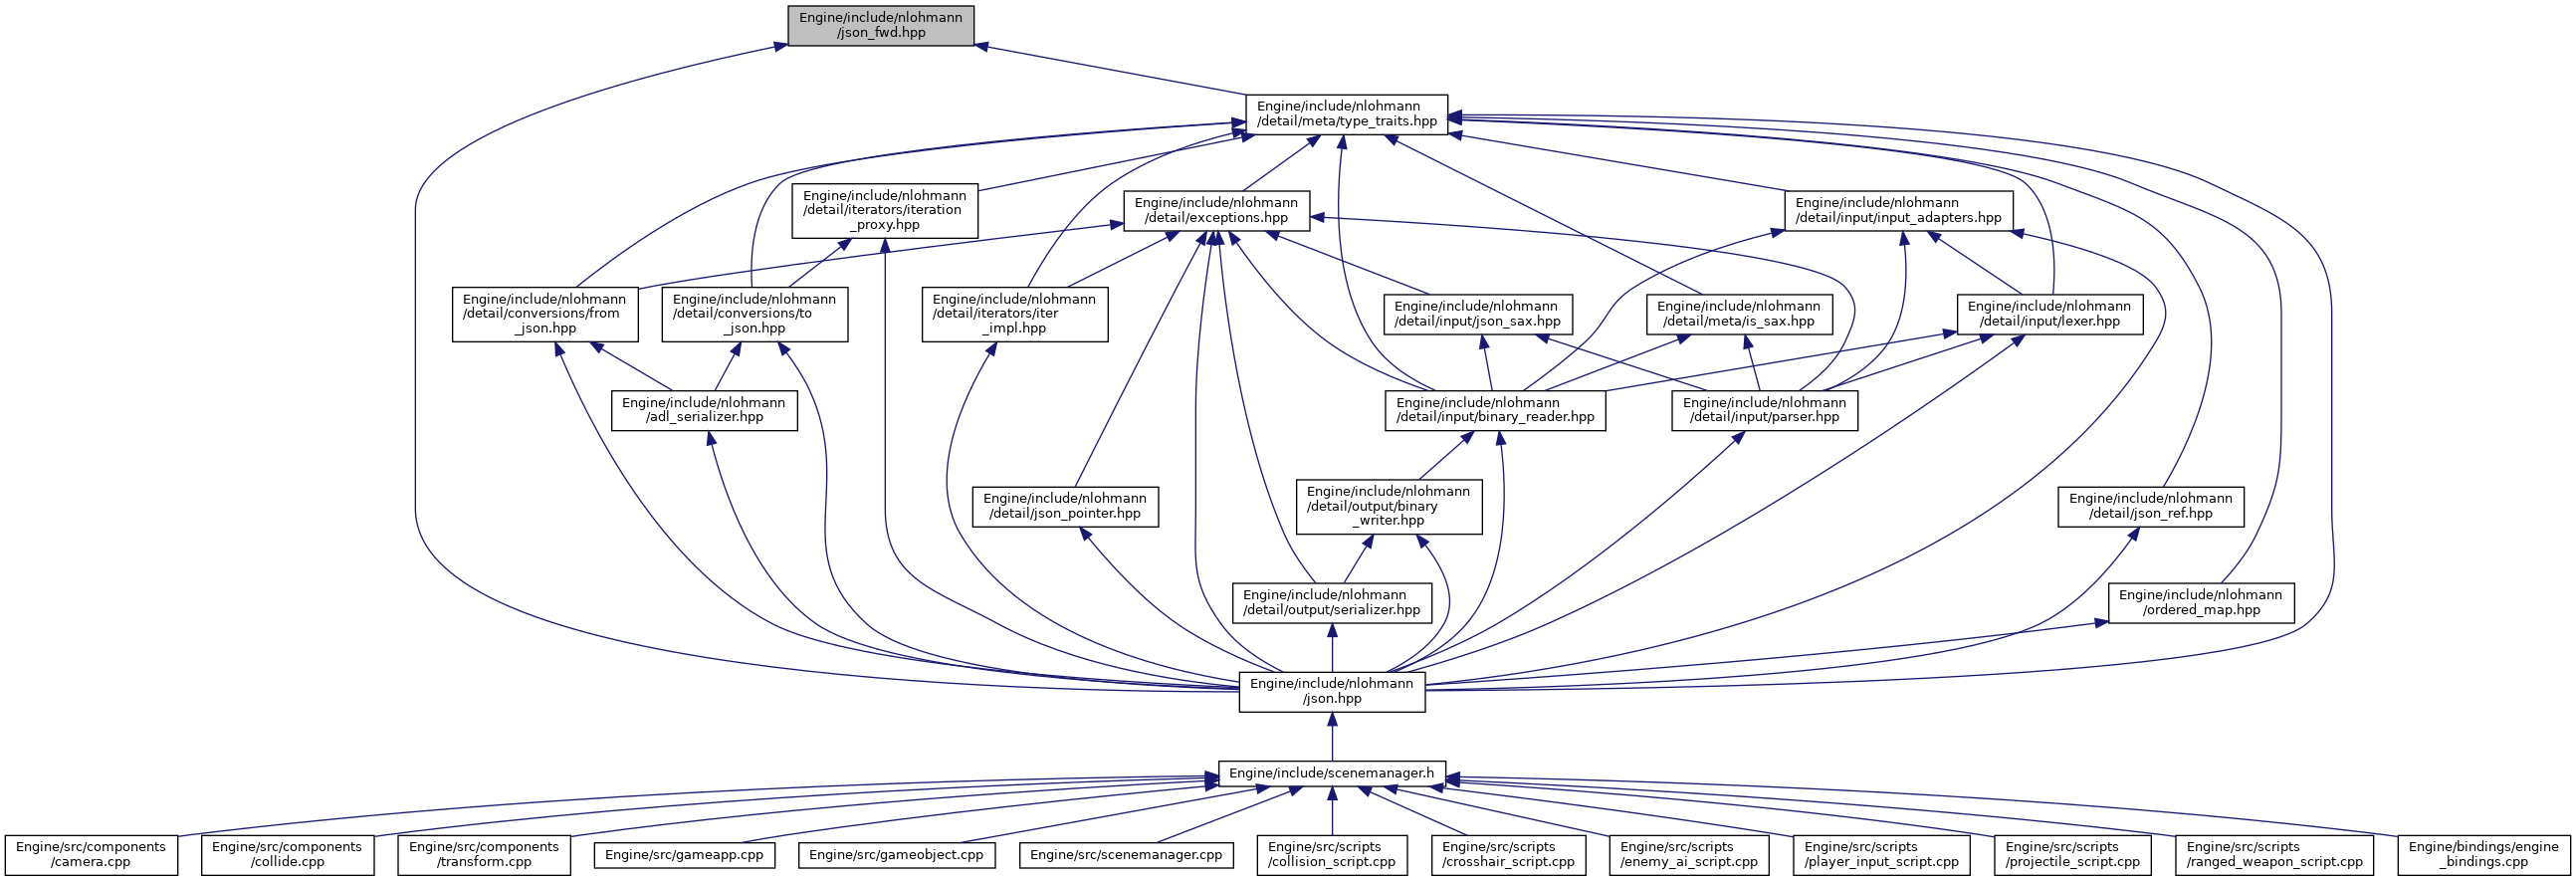 Engine/include/nlohmann
/json_fwd.hpp
Engine/include/nlohmann
/detail/meta/type_traits.hpp
Engine/include/nlohmann
/detail/iterators/iteration
_proxy.hpp
Engine/include/nlohmann
/detail/exceptions.hpp
Engine/include/nlohmann
/detail/input/input_adapters.hpp
Engine/include/nlohmann
/detail/conversions/from
_json.hpp
Engine/include/nlohmann
/detail/conversions/to
_json.hpp
Engine/include/nlohmann
/detail/iterators/iter
_impl.hpp
Engine/include/nlohmann
/detail/input/json_sax.hpp
Engine/include/nlohmann
/detail/meta/is_sax.hpp
Engine/include/nlohmann
/detail/input/lexer.hpp
Engine/include/nlohmann
/adl_serializer.hpp
Engine/include/nlohmann
/detail/input/binary_reader.hpp
Engine/include/nlohmann
/detail/input/parser.hpp
Engine/include/nlohmann
/detail/json_pointer.hpp
Engine/include/nlohmann
/detail/output/binary
_writer.hpp
Engine/include/nlohmann
/detail/json_ref.hpp
Engine/include/nlohmann
/detail/output/serializer.hpp
Engine/include/nlohmann
/ordered_map.hpp
Engine/include/nlohmann
/json.hpp
Engine/include/scenemanager.h
Engine/src/components
/camera.cpp
Engine/src/components
/collide.cpp
Engine/src/components
/transform.cpp
Engine/src/gameapp.cpp
Engine/src/gameobject.cpp
Engine/src/scenemanager.cpp
Engine/src/scripts
/collision_script.cpp
Engine/src/scripts
/crosshair_script.cpp
Engine/src/scripts
/enemy_ai_script.cpp
Engine/src/scripts
/player_input_script.cpp
Engine/src/scripts
/projectile_script.cpp
Engine/src/scripts
/ranged_weapon_script.cpp
Engine/bindings/engine
_bindings.cpp